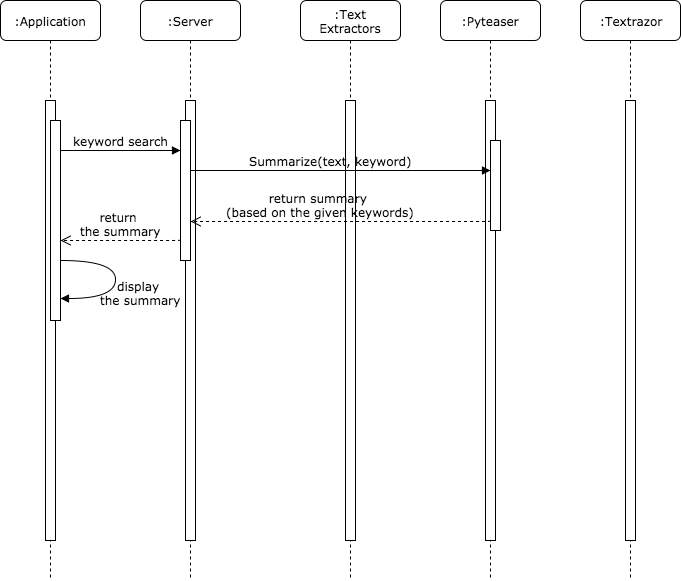 :Application
:Server
:Text
Extractors
:Pyteaser
:Textrazor
keyword search
Summarize(text, keyword)
return summary
(based on the given keywords)
return
the summary
display
the summary